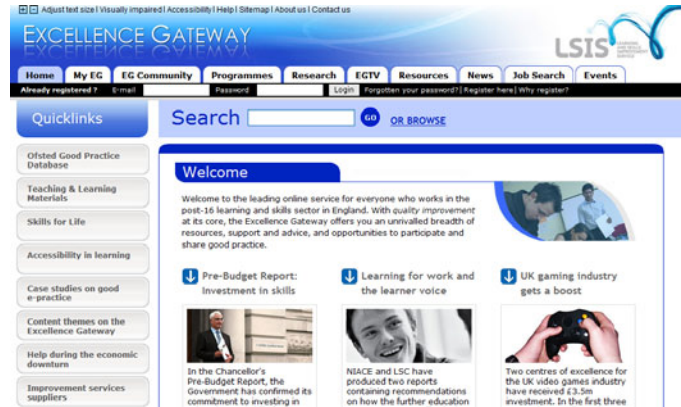 Adjust text size | Visually impaired | Accessibility | Help | Sitemap | About us | Contact us
EXCELLENCE GATEWAY
LSIS
Home My EG EG Community Programmes Research EGTV Resources News Job Search Events
Already registered ? E-mail Password Login Forgotten your password? | Register here | Why register?
Quicklinks
Search GO OR BROWSE
Ofsted Good Practice
Database
Teaching & Learning
Materials
Skills for Life
Accessibility in learning
Case studies on good
e-practice
Content themes on the
Excellence Gateway
Help during the economic
downturn
Improvement services
suppliers
Welcome
Welcome to the leading online service for everyone who works in the
post-16 learning and skills sector in England. With quality improvement
at its core, the Excellence Gateway offers you an unrivalled breadth of
resources, support and advice, and opportunities to participate and
share good practice.
Pre-Budget Report:
Investment in skills
In the Chancellor's
Pre-Budget Report, the
Government has confirmed its
commitment to investing in
Learning for work and
the learner voice
NIACE and LSC have
produced two reports
containing recommendations
on how the further education
UK gaming industry
gets a boost
Two centres of excellence for
the UK video games industry
have received £3.5m
investment. In the first three